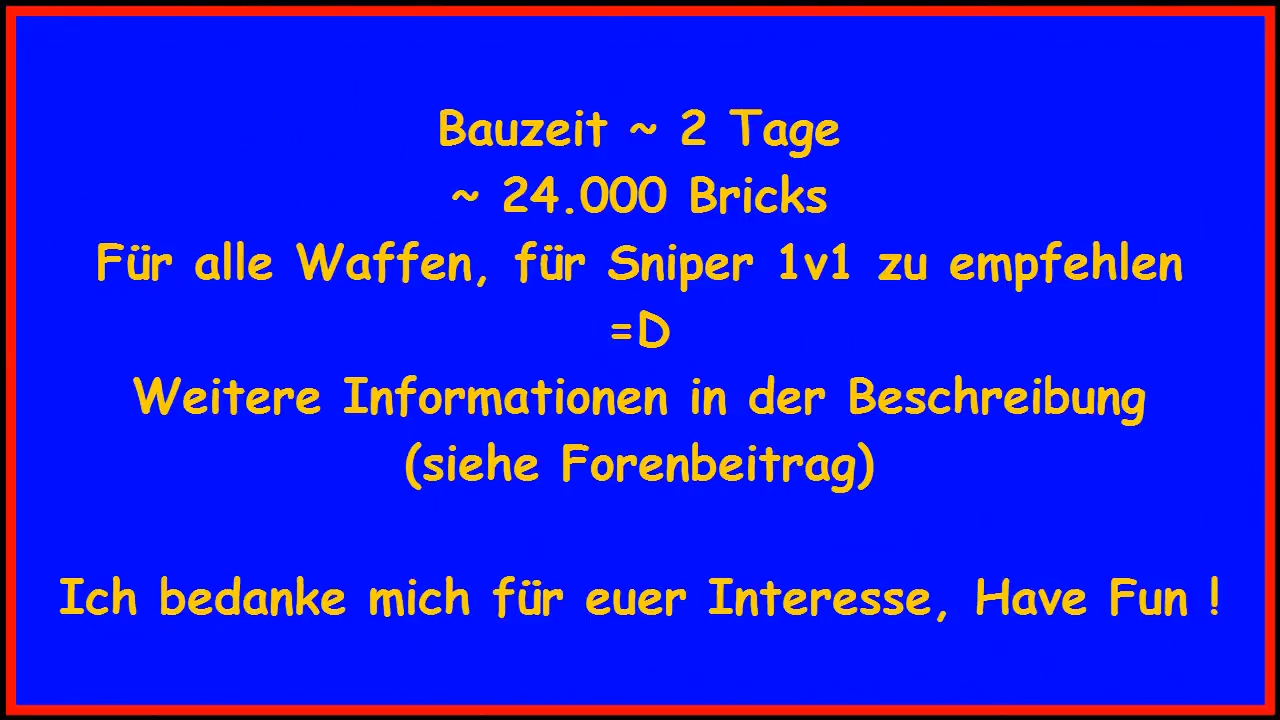 Bauzeit ~ 2 Tage
~ 24.000 Bricks
Für alle Waffen, für Sniper 1v1 zu empfehlen
=D
Weitere Informationen in der Beschreibung
(siehe Forenbeitrag)
Ich bedanke mich für euer Interesse, Have Fun !